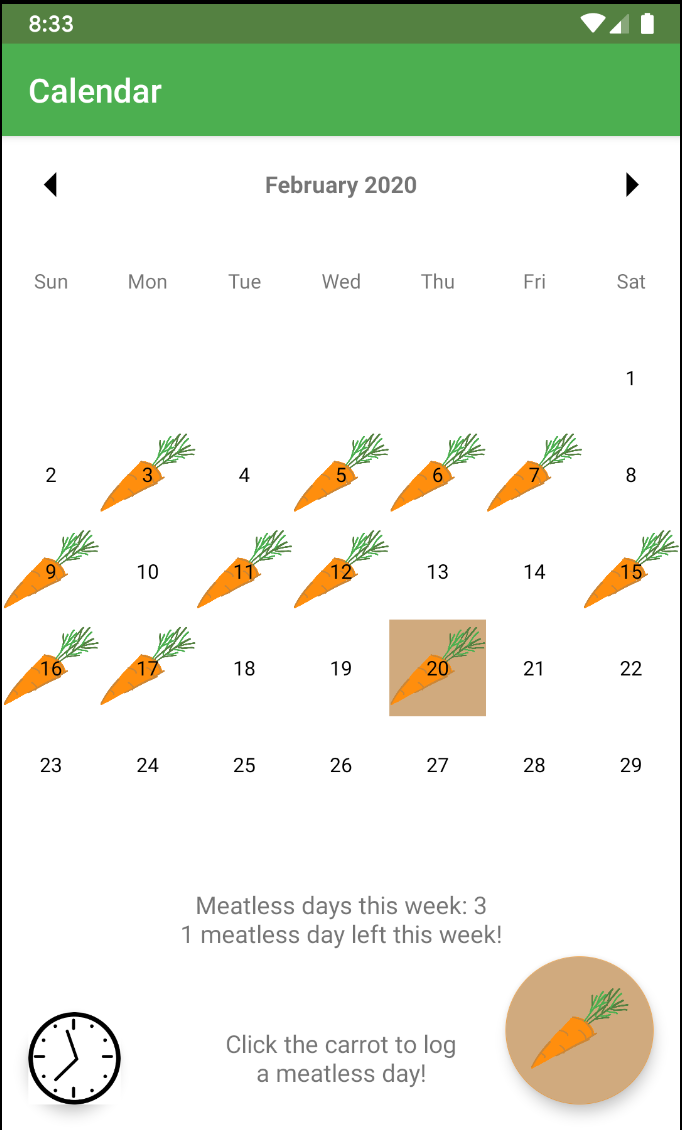 8:33
Calendar
February 2020
Sun Mon Tue Wed Thu Fri Sat
1
2 3 4 5 6 7 8
9 10 11 12 13 14 15
16 17 18 19 20 21 22
23 24 25 26 27 28 29
Meatless days this week: 3
1 meatless day left this week!
Click the carrot to log
a meatless day!